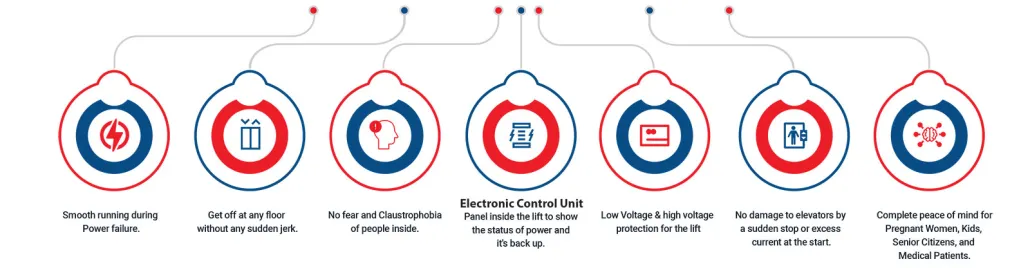 Smooth running during
Power failure.
Get off at any floor
without any sudden jerk.
No fear and Claustrophobia
of people inside.
Electronic Control Unit
Panel inside the lift to show
the status of power and
it's back up.
Low Voltage & high voltage
protection for the lift
No damage to elevators by
a sudden stop or excess
current at the start.
Complete peace of mind for
Pregnant Women, Kids,
Senior Citizens, and
Medical Patients.